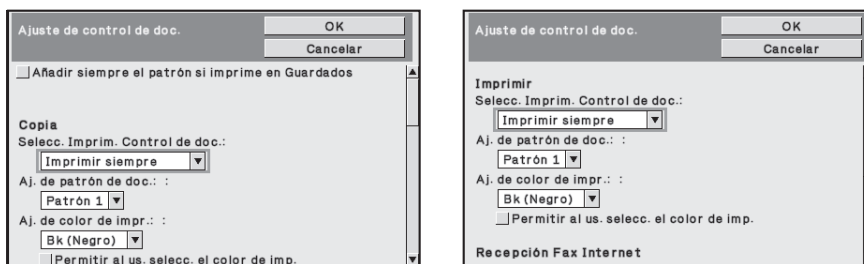 Ajuste de control de doc.
OK
Cancelar
Añadir siempre el patrón si imprime en Guardados
Copia
Selecc. Imprim. Control de doc.:
Imprimir siempre
Aj. de patrón de doc.: :
Patrón 1
Aj. de color de impr.: :
Bk (Negro)
Permitir al us. selecc. el color de imp.
Ajuste de control de doc.
OK
Cancelar
Imprimir
Selecc. Imprim. Control de doc.:
Imprimir siempre
Aj. de patrón de doc.: :
Patrón 1
Aj. de color de impr.: :
Bk (Negro)
Permitir al us. selecc. el color de imp.
Recepción Fax Internet